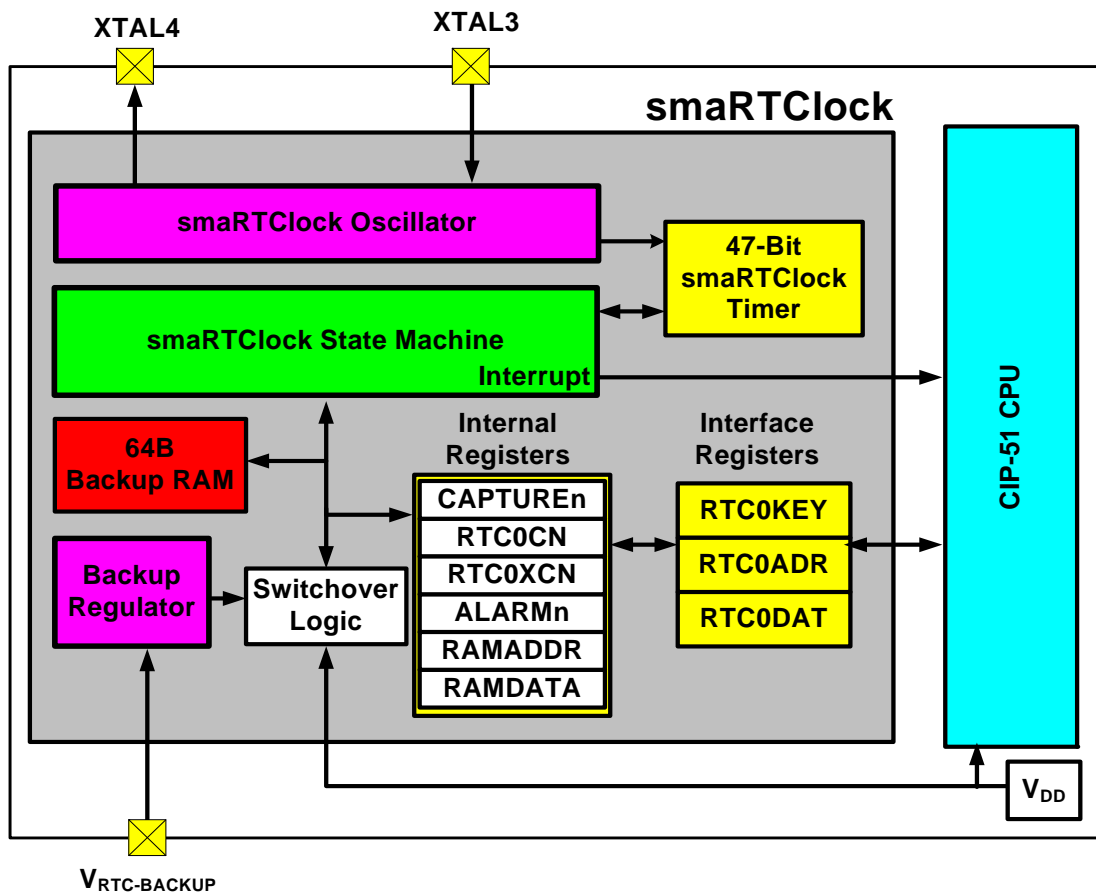 XTAL4
XTAL3
smaRTClock
smaRTClock Oscillator
47-Bit
smaRTClock
Timer
smaRTClock State Machine
Interrupt
CIP-51 CPU
64B
Backup RAM
Internal
Registers
Interface
Registers
CAPTUREn
RTC0CN
RTC0XCN
ALARMn
RAMADDR
RAMDATA
RTC0KEY
RTC0ADR
RTC0DAT
Backup
Regulator
Switchover
Logic
VDD
VRTC-BACKUP